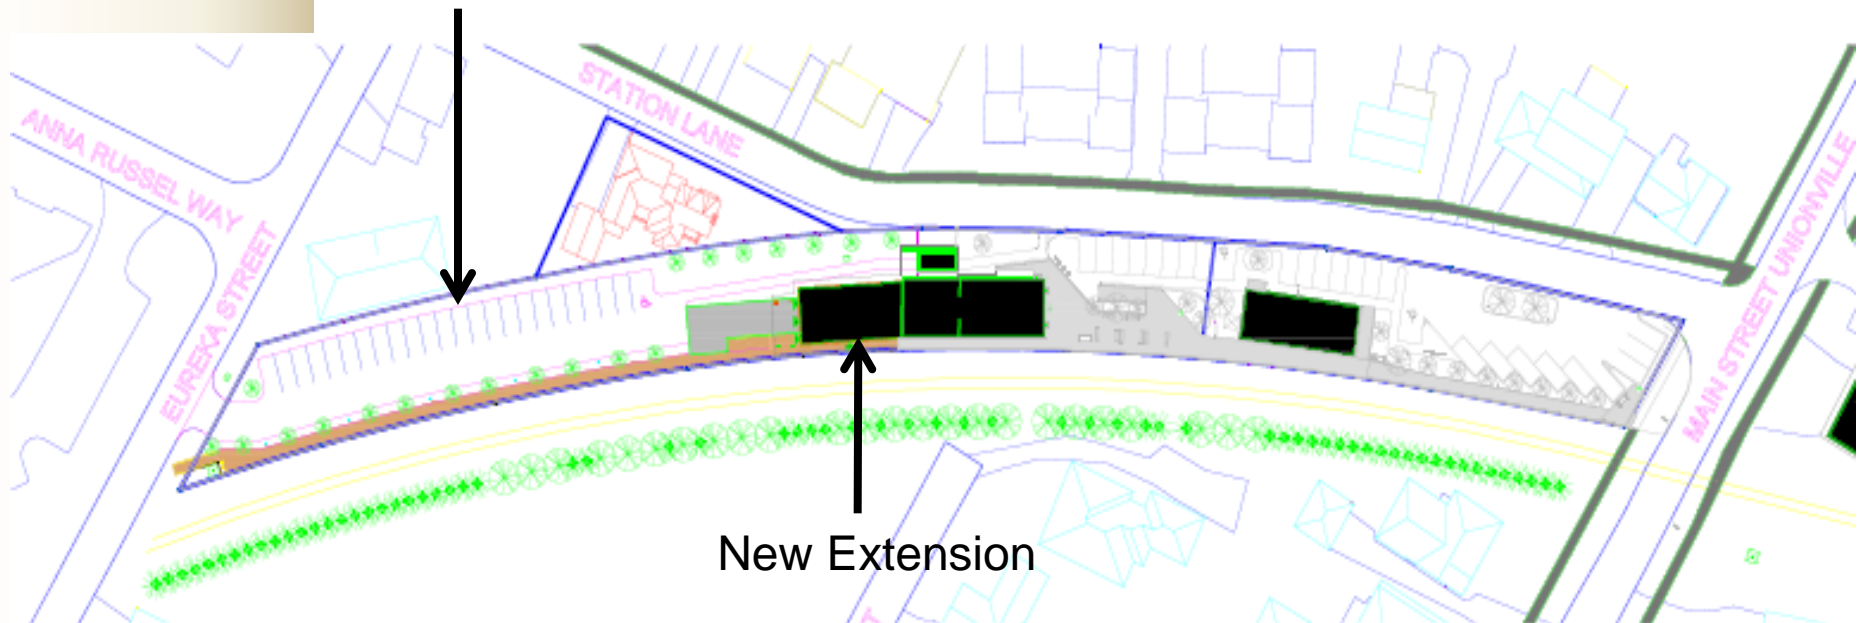 STATION LANE
ANNA RUSSEL WAY
EUREKA STREET
MAIN STREET UNIONVILLE
New Extension